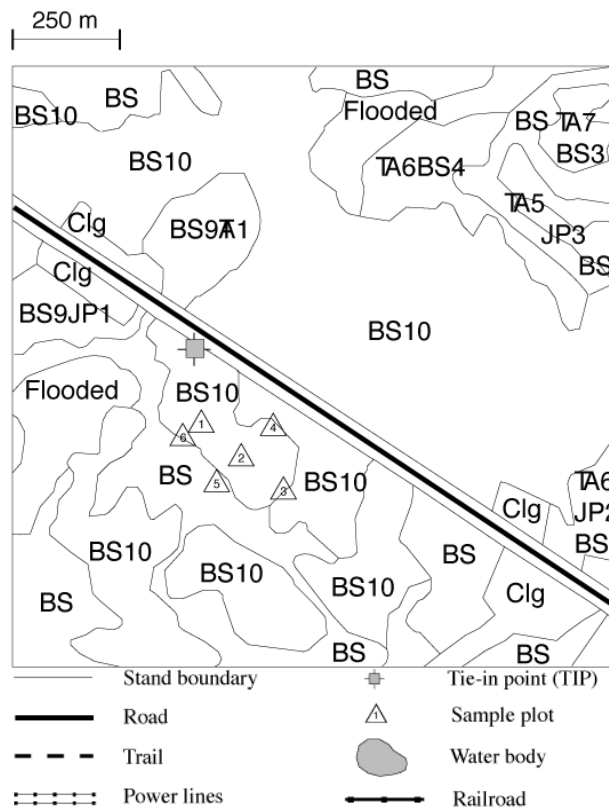 250 m
BS
BS10
Flooded
BS TA7
BS10
TA6BS4
BS3
Clg
BS9TA1
TA5
JP3
Clg
BS
BS9JP1
BS10
Flooded
BS10
1
4
6
2
TA6
BS
5
3
BS10
Clg
JP2
BS10
BS
BS
BS10
BS10
Clg
BS
BS
BS
Stand boundary
Tie-in point (TIP)
Road
1
Sample plot
Trail
Water body
Power lines
Railroad